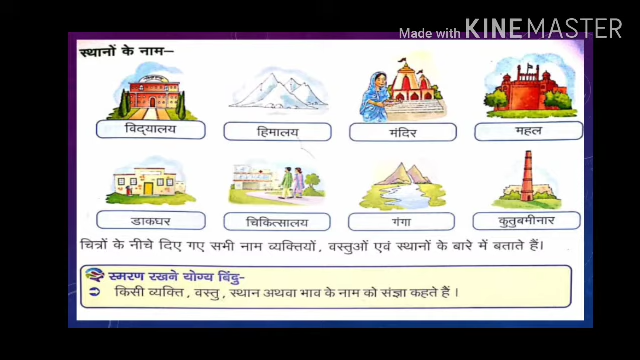 Made with KINEMASTER
स्थानों के नाम–
विद्यालय
हिमालय
मंदिर
महल
डाकघर
चिकित्सालय
गंगा
कुतुबमीनार
चित्रों के नीचे दिए गए सभी नाम व्यक्तियों, वस्तुओं एवं स्थानों के बारे में बताते हैं।
स्मरण रखने योग्य बिंदु-
किसी व्यक्ति, वस्तु, स्थान अथवा भाव के नाम को संज्ञा कहते हैं।